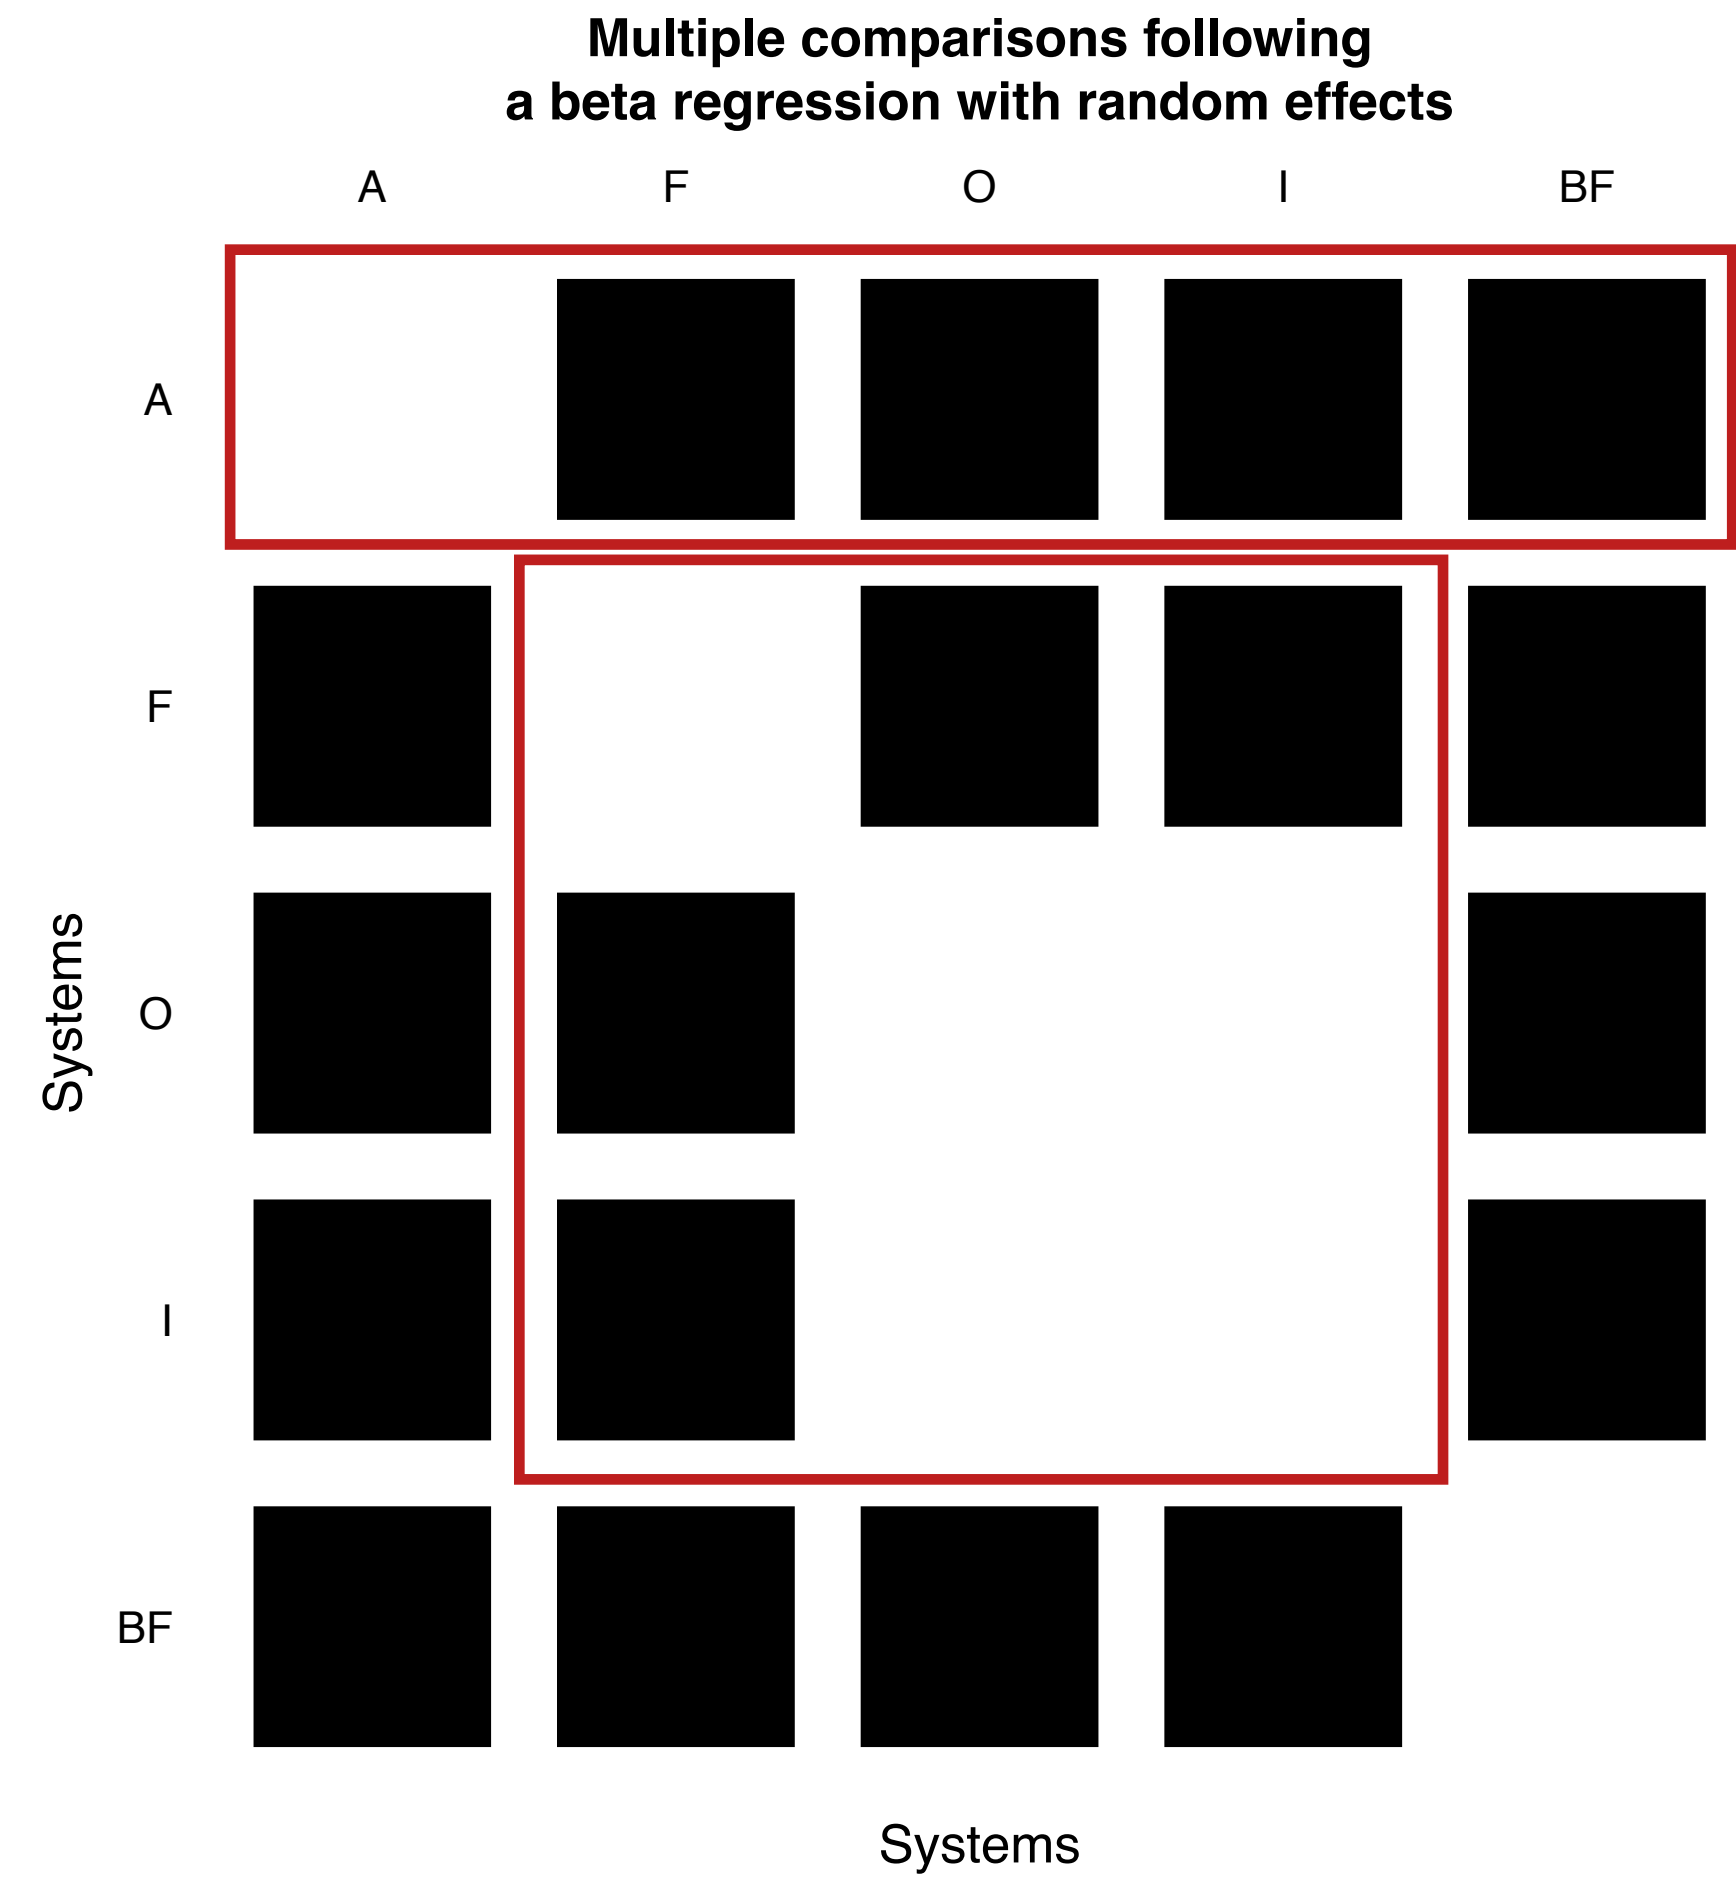 Multiple comparisons following
a beta regression with random effects
A F O I BF
A
F
O
I
BF
Systems
Systems